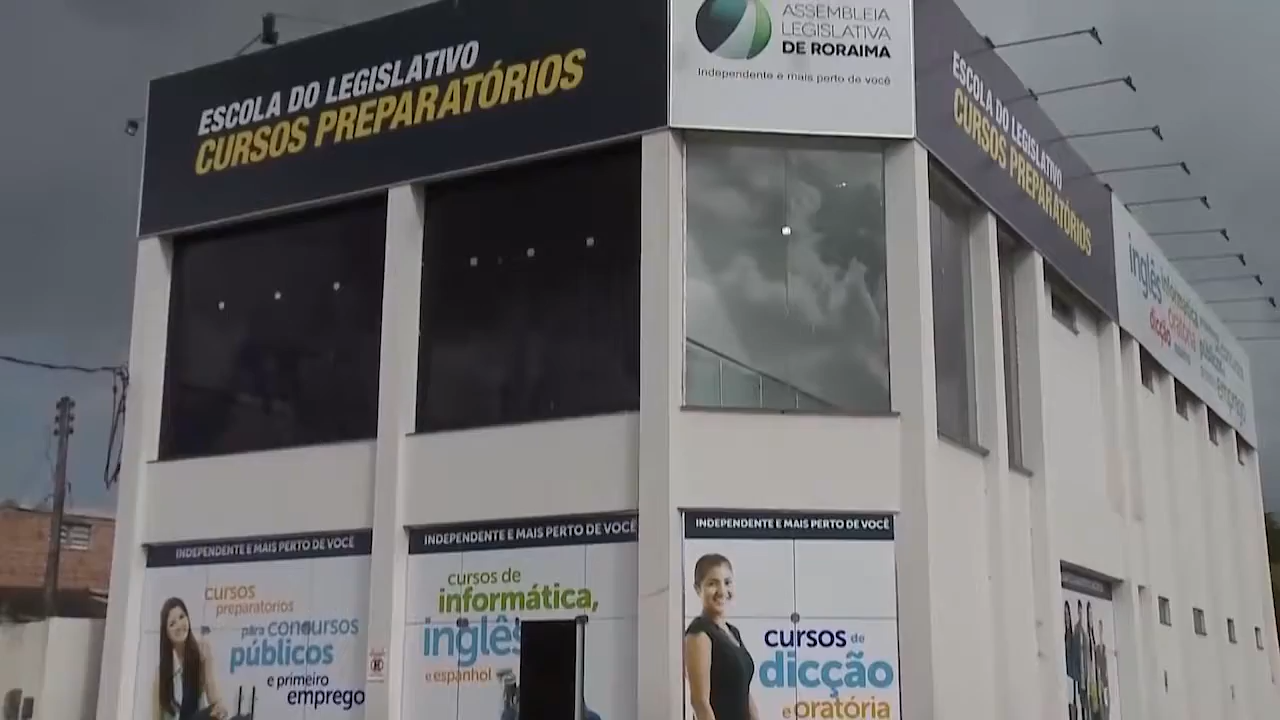 ESCOLA DO LEGISLATIVO
CURSOS PREPARATÓRIOS
ASSEMBLEIA
LEGISLATIVA
DE RORAIMA
Independente e mais perto de você
ESCOLA DO LEGISLATIVO
CURSOS PREPARATÓRIOS
inglês
informática
oratória
dicção
emprego
INDEPENDENTE E MAIS PERTO DE VOCÊ
cursos
preparatórios
para concursos
públicos
e primeiro
emprego
INDEPENDENTE E MAIS PERTO DE VOCÊ
cursos de
informática,
inglês
e espanhol
INDEPENDENTE E MAIS PERTO DE VOCÊ
cursos de
dicção
e oratória